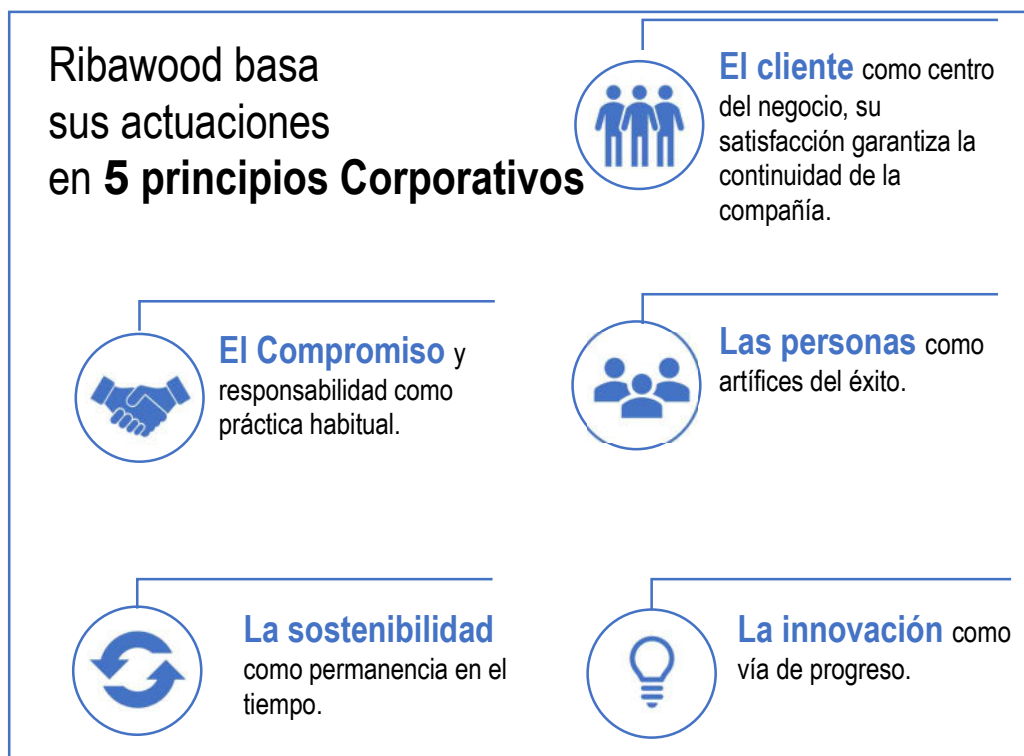 Ribawood basa
sus actuaciones
en 5 principios Corporativos
El cliente como centro
del negocio, su
satisfacción garantiza la
continuidad de la
compañía.
El Compromiso y
responsabilidad como
práctica habitual.
Las personas como
artífices del éxito.
La sostenibilidad
como permanencia en el
tiempo.
La innovación como
vía de progreso.